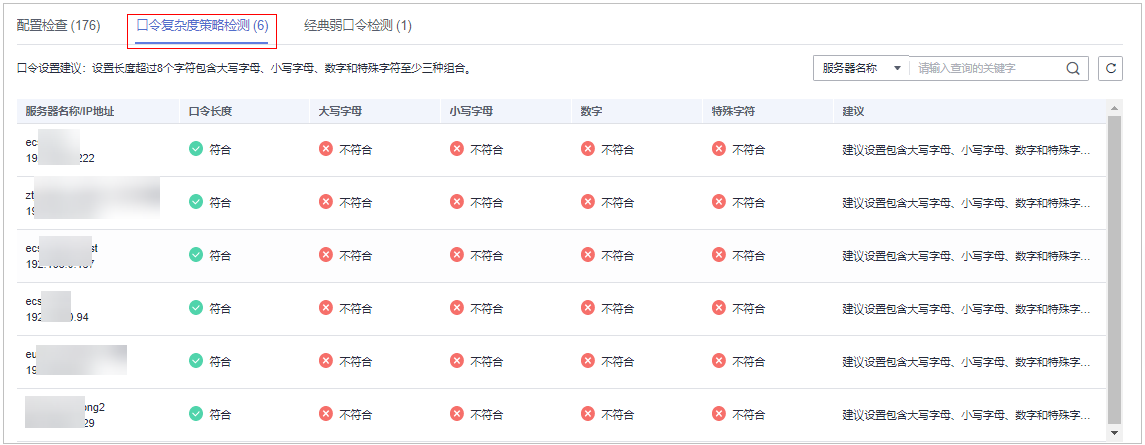 配置检查 (176) 口令复杂度策略检测 (6) 经典弱口令检测 (1)
口令设置建议：设置长度超过8个字符包含大写字母、小写字母、数字和特殊字符至少三种组合。 服务器名称 请输入查询的关键字
服务器名称/IP地址 口令长度 大写字母 小写字母 数字 特殊字符 建议
ecs
19 222 符合 不符合 不符合 不符合 不符合 建议设置包含大写字母、小写字母、数字和特殊字...
zt
19 符合 不符合 不符合 不符合 不符合 建议设置包含大写字母、小写字母、数字和特殊字...
ecs st
192 符合 不符合 不符合 不符合 不符合 建议设置包含大写字母、小写字母、数字和特殊字...
ecs
192 0.94 符合 不符合 不符合 不符合 不符合 建议设置包含大写字母、小写字母、数字和特殊字...
eu
19 符合 不符合 不符合 不符合 不符合 建议设置包含大写字母、小写字母、数字和特殊字...
ong2
29 符合 不符合 不符合 不符合 不符合 建议设置包含大写字母、小写字母、数字和特殊字...